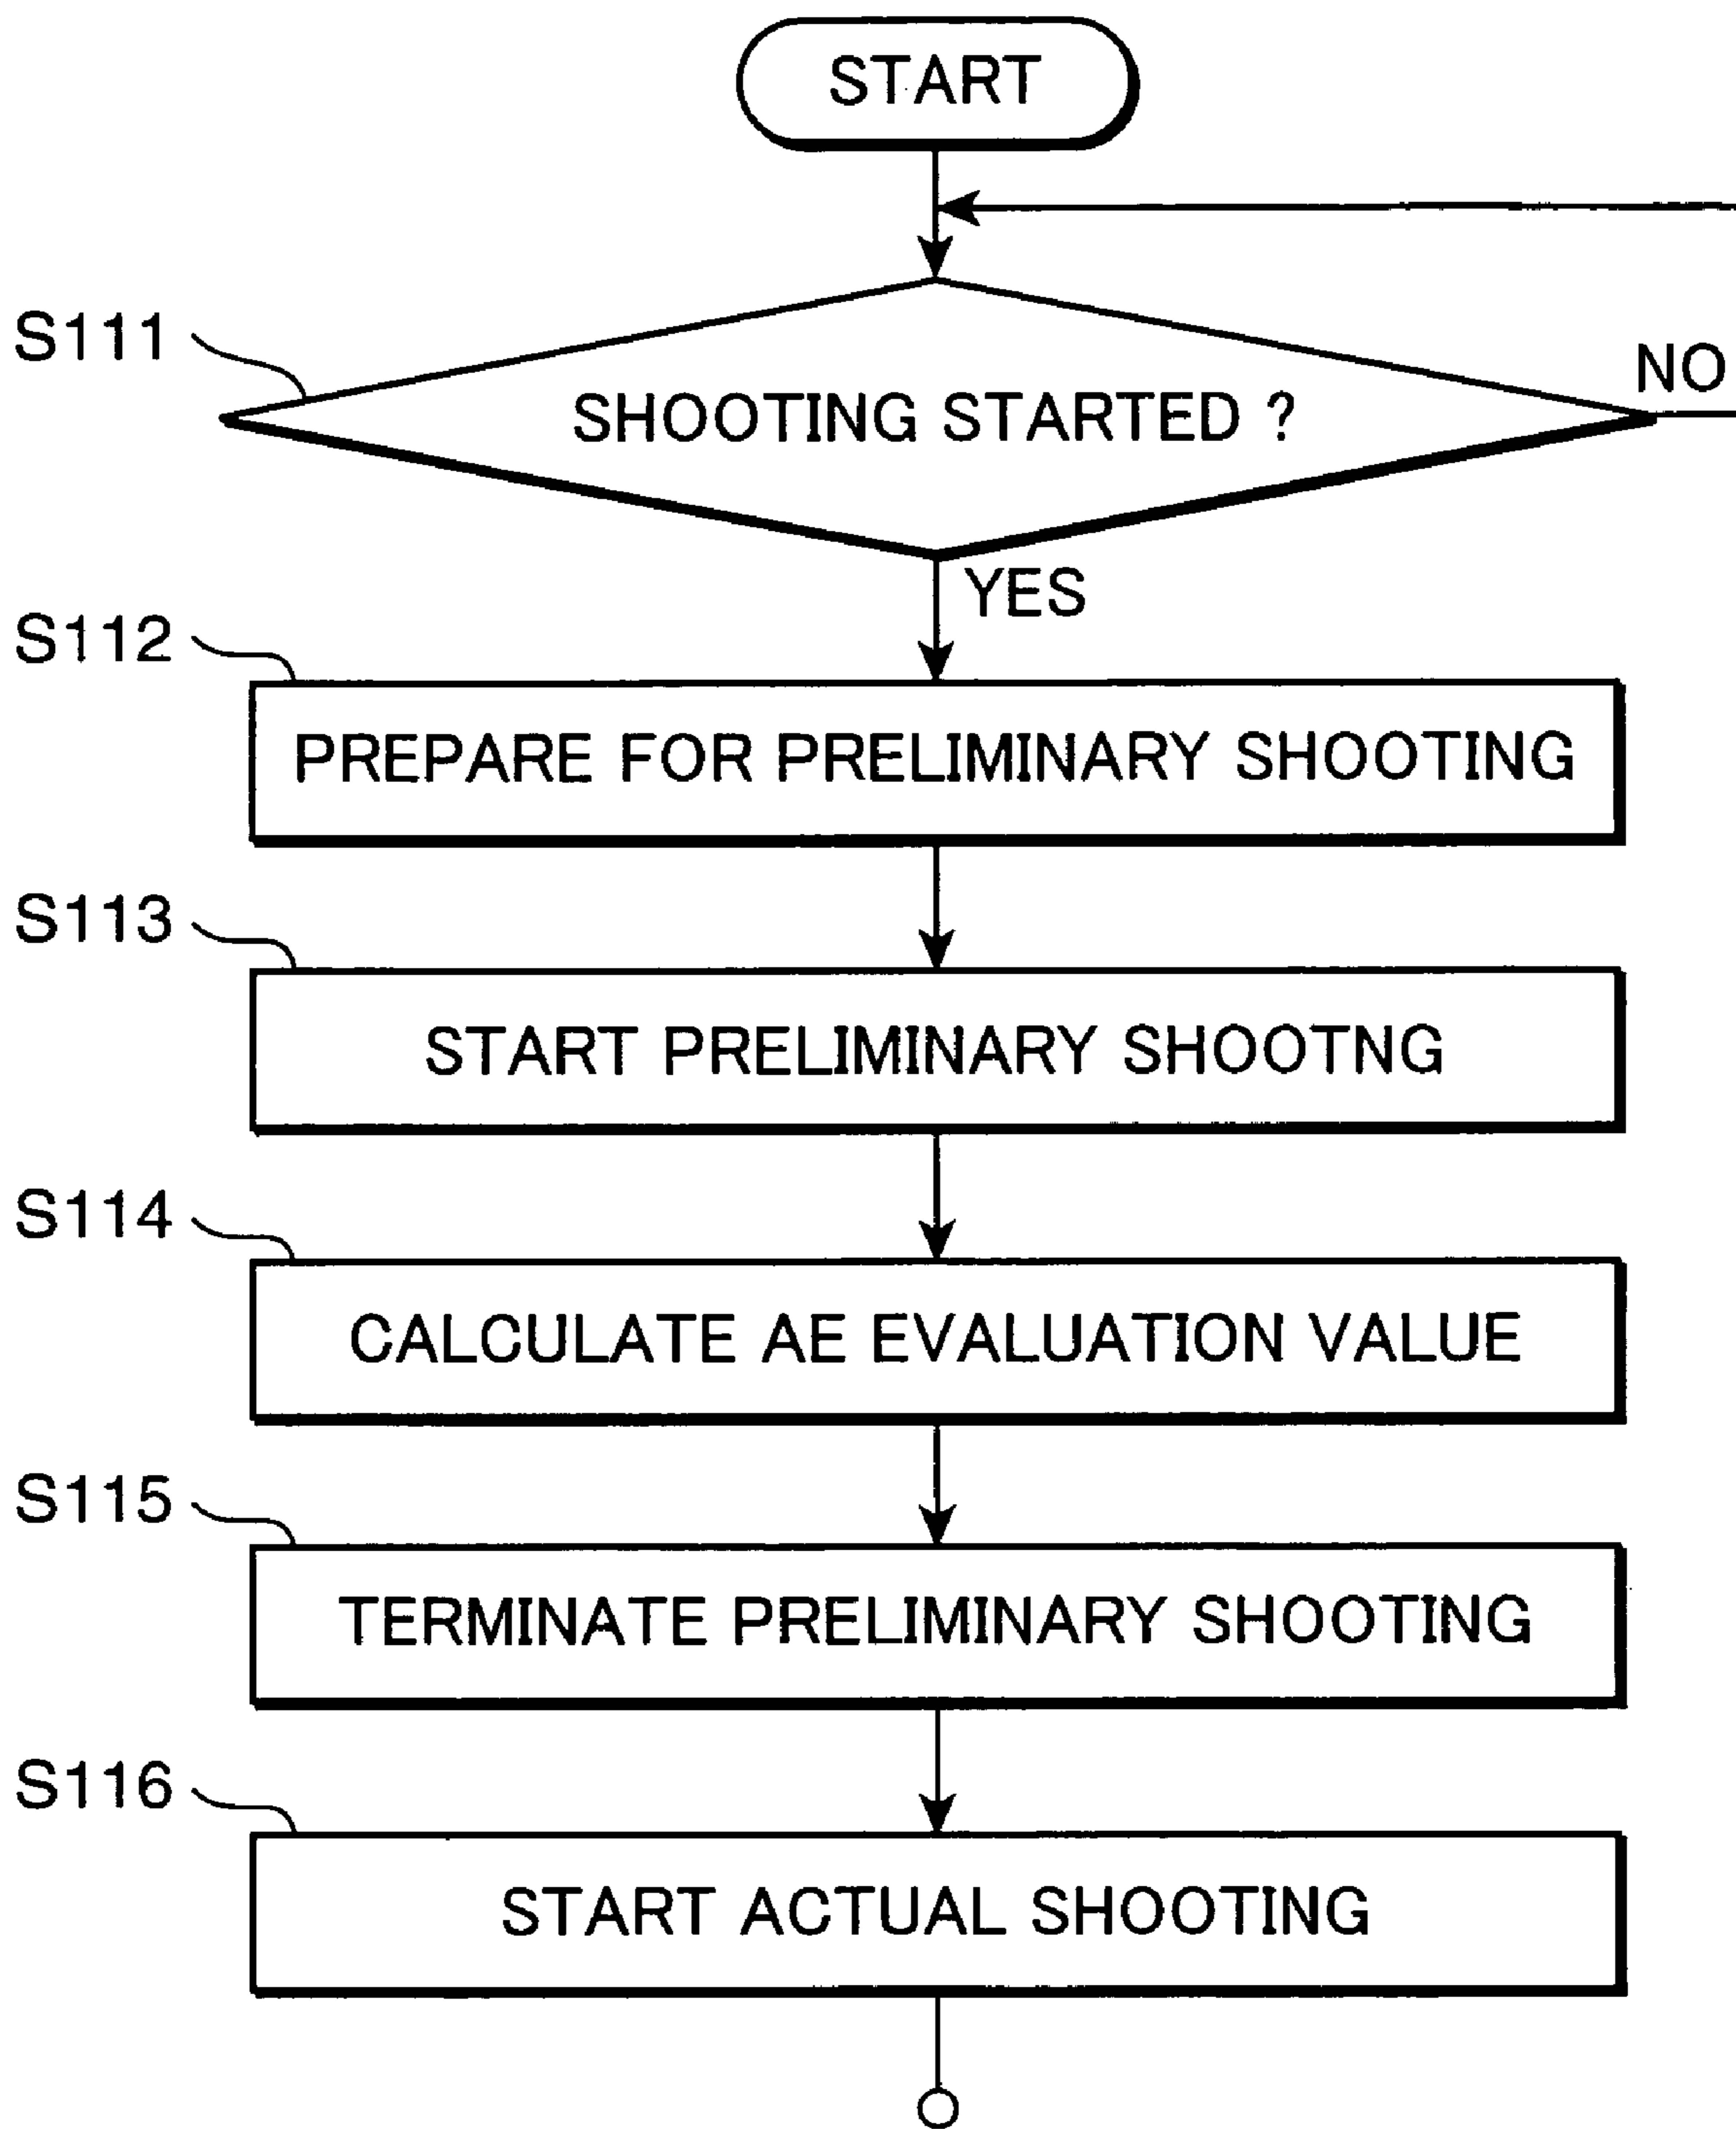 START
S111
SHOOTING STARTED ?
NO
YES
S112
PREPARE FOR PRELIMINARY SHOOTING
S113
START PRELIMINARY SHOOTNG
S114
CALCULATE AE EVALUATION VALUE
S115
TERMINATE PRELIMINARY SHOOTING
S116
START ACTUAL SHOOTING